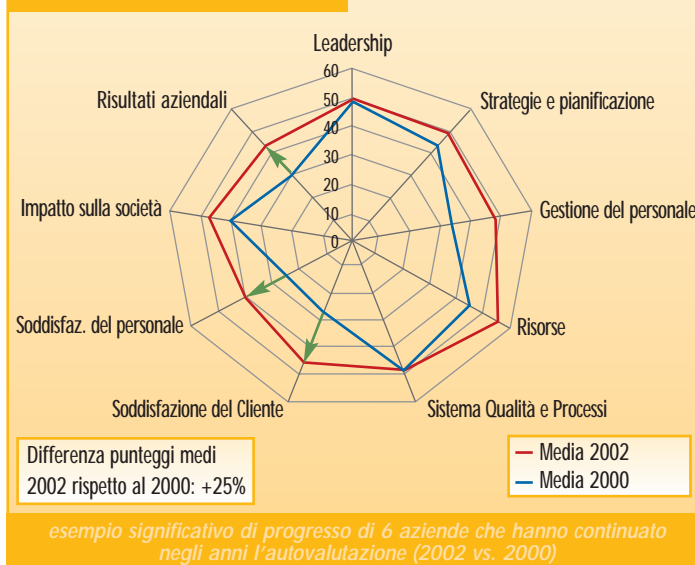 Leadership
60
50
40
30
20
10
0
Strategie e pianificazione
Gestione del personale
Risorse
Sistema Qualità e Processi
Soddisfazione del Cliente
Soddisfaz. del personale
Impatto sulla società
Risultati aziendali
Differenza punteggi medi
2002 rispetto al 2000: +25%
Media 2002
Media 2000
esempio significativo di progresso di 6 aziende che hanno continuato
negli anni l'autovalutazione (2002 vs. 2000)